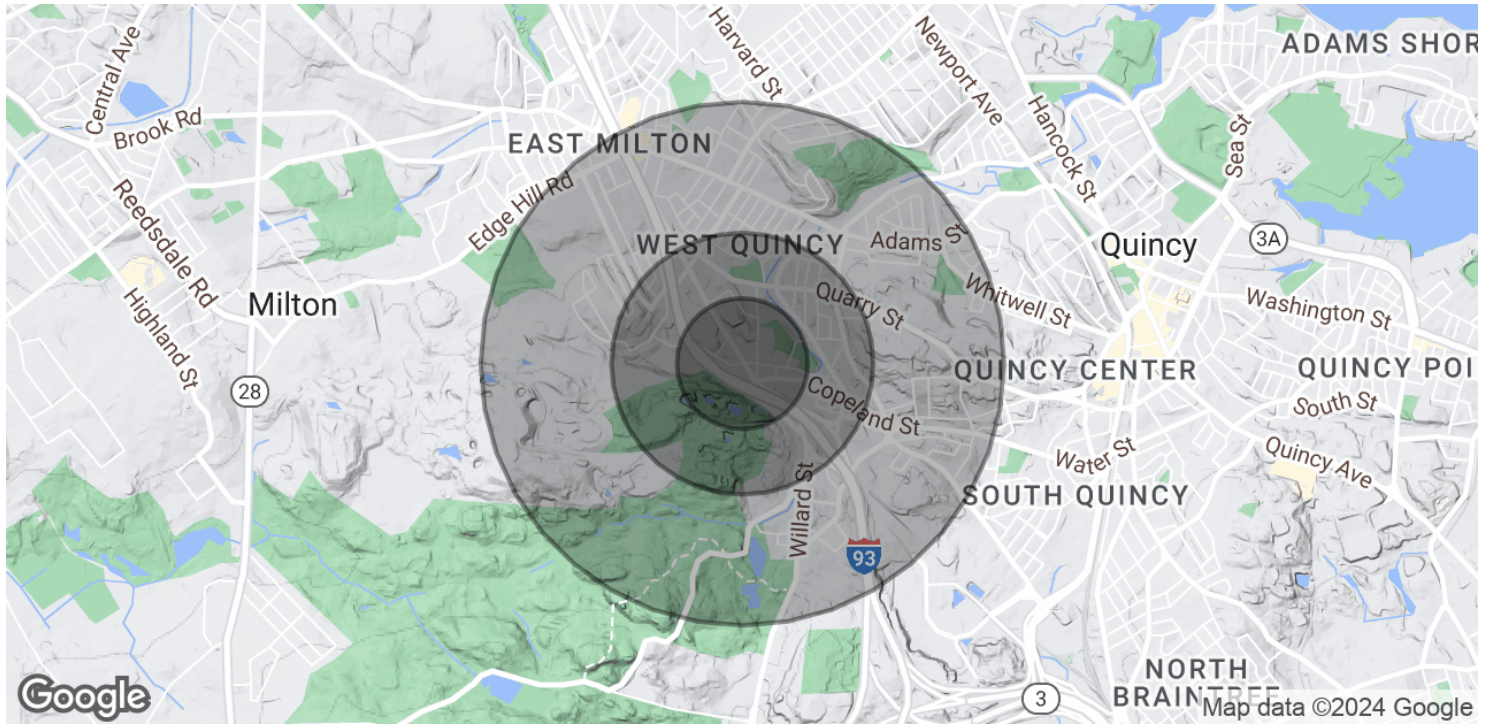 ADAMS SHOR
Central Ave
Harvard St
Newport Ave
Brook Rd
Hancock St
Sea St
EAST MILTON
Reedsdale Rd
Edge Hill Rd
WEST QUINCY
Adams St
Quincy
3A
Milton
Highland St
Quarry St
Whitwell St
Washington St
28
QUINCY CENTER
QUINCY POI
Copeland St
South St
Water St
Quincy Ave
SOUTH QUINCY
Willard St
93
NORTH
BRAINTREE
3
Google
Map data ©2024 Google